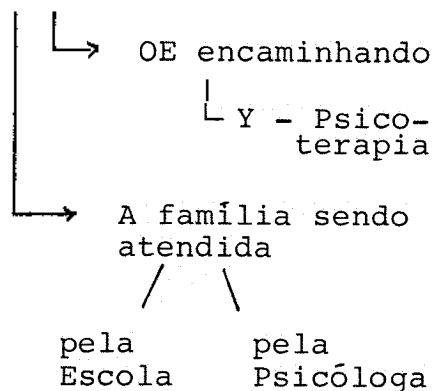 OE encaminhando
Y - Psico-
terapia
A família sendo
atendida
pela pela
Escola Psicóloga